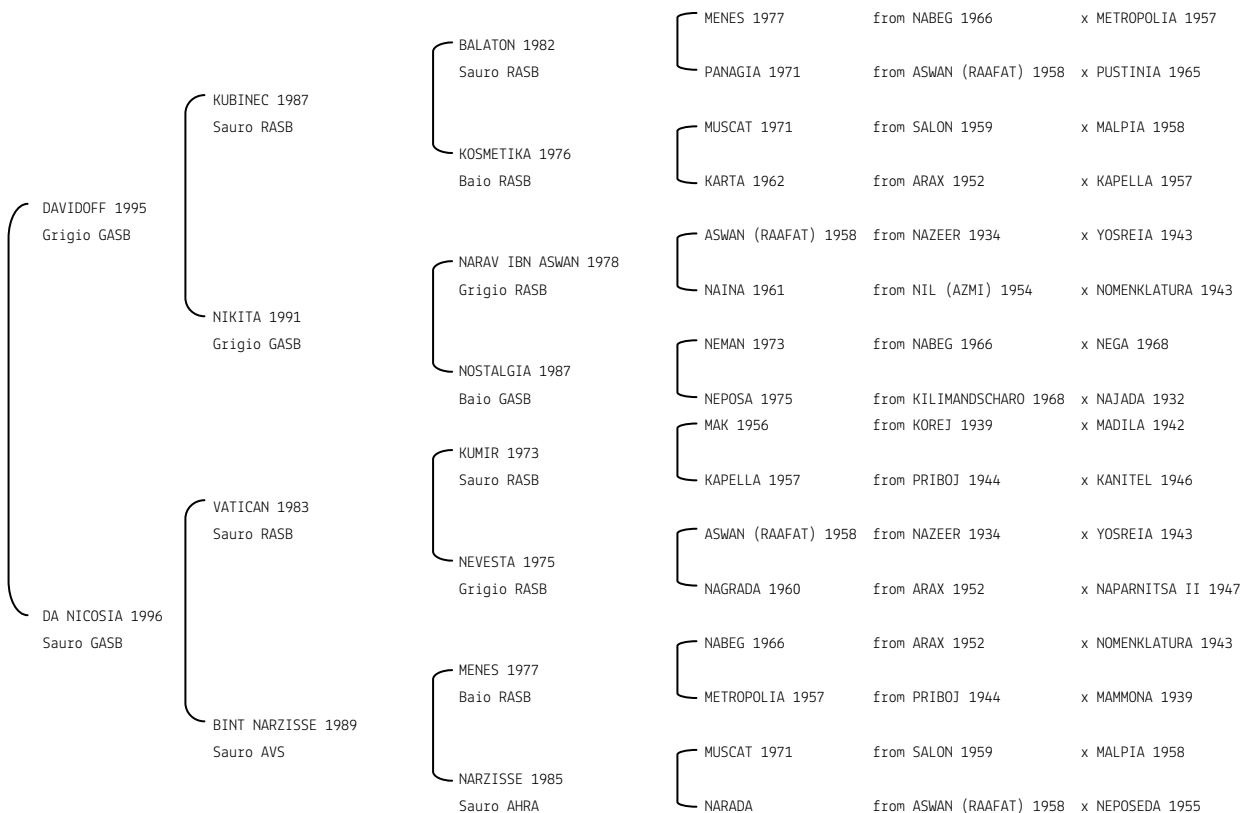 MENES 1977 from NABEG 1966 x METROPOLIA 1957
BALATON 1982
Sauro RASB PANAGIA 1971 from ASWAN (RAAFAT) 1958 x PUSTINIA 1965
KUBINEC 1987
Sauro RASB MUSCAT 1971 from SALON 1959 x MALPIA 1958
KOSMETIKA 1976
Baio RASB KARTA 1962 from ARAX 1952 x KAPELLA 1957
DAVIDOFF 1995
Grigio GASB ASWAN (RAAFAT) 1958 from NAZEER 1934 x YOSREIA 1943
NARAV IBN ASWAN 1978
Grigio RASB NAINA 1961 from NIL (AZMI) 1954 x NOMENKLATURA 1943
NIKITA 1991
Grigio GASB NEMAN 1973 from NABEG 1966 x NEGA 1968
NOSTALGIA 1987
Baio GASB NEPOSA 1975 from KILIMANDSCHARO 1968 x NAJADA 1932
MAK 1956 from KOREJ 1939 x MADILA 1942
KUMIR 1973
Sauro RASB KAPELLA 1957 from PRIBOJ 1944 x KANITEL 1946
VATICAN 1983
Sauro RASB ASWAN (RAAFAT) 1958 from NAZEER 1934 x YOSREIA 1943
NEVESTA 1975
Grigio RASB NAGRADA 1960 from ARAX 1952 x NAPARNITSA II 1947
DA NICOSIA 1996
Sauro GASB NABEG 1966 from ARAX 1952 x NOMENKLATURA 1943
MENES 1977
Baio RASB METROPOLIA 1957 from PRIBOJ 1944 x MAMMONA 1939
BINT NARZISSE 1989
Sauro AVS MUSCAT 1971 from SALON 1959 x MALPIA 1958
NARZISSE 1985
Sauro AHRA NARADA from ASWAN (RAAFAT) 1958 x NEPOSEDA 1955